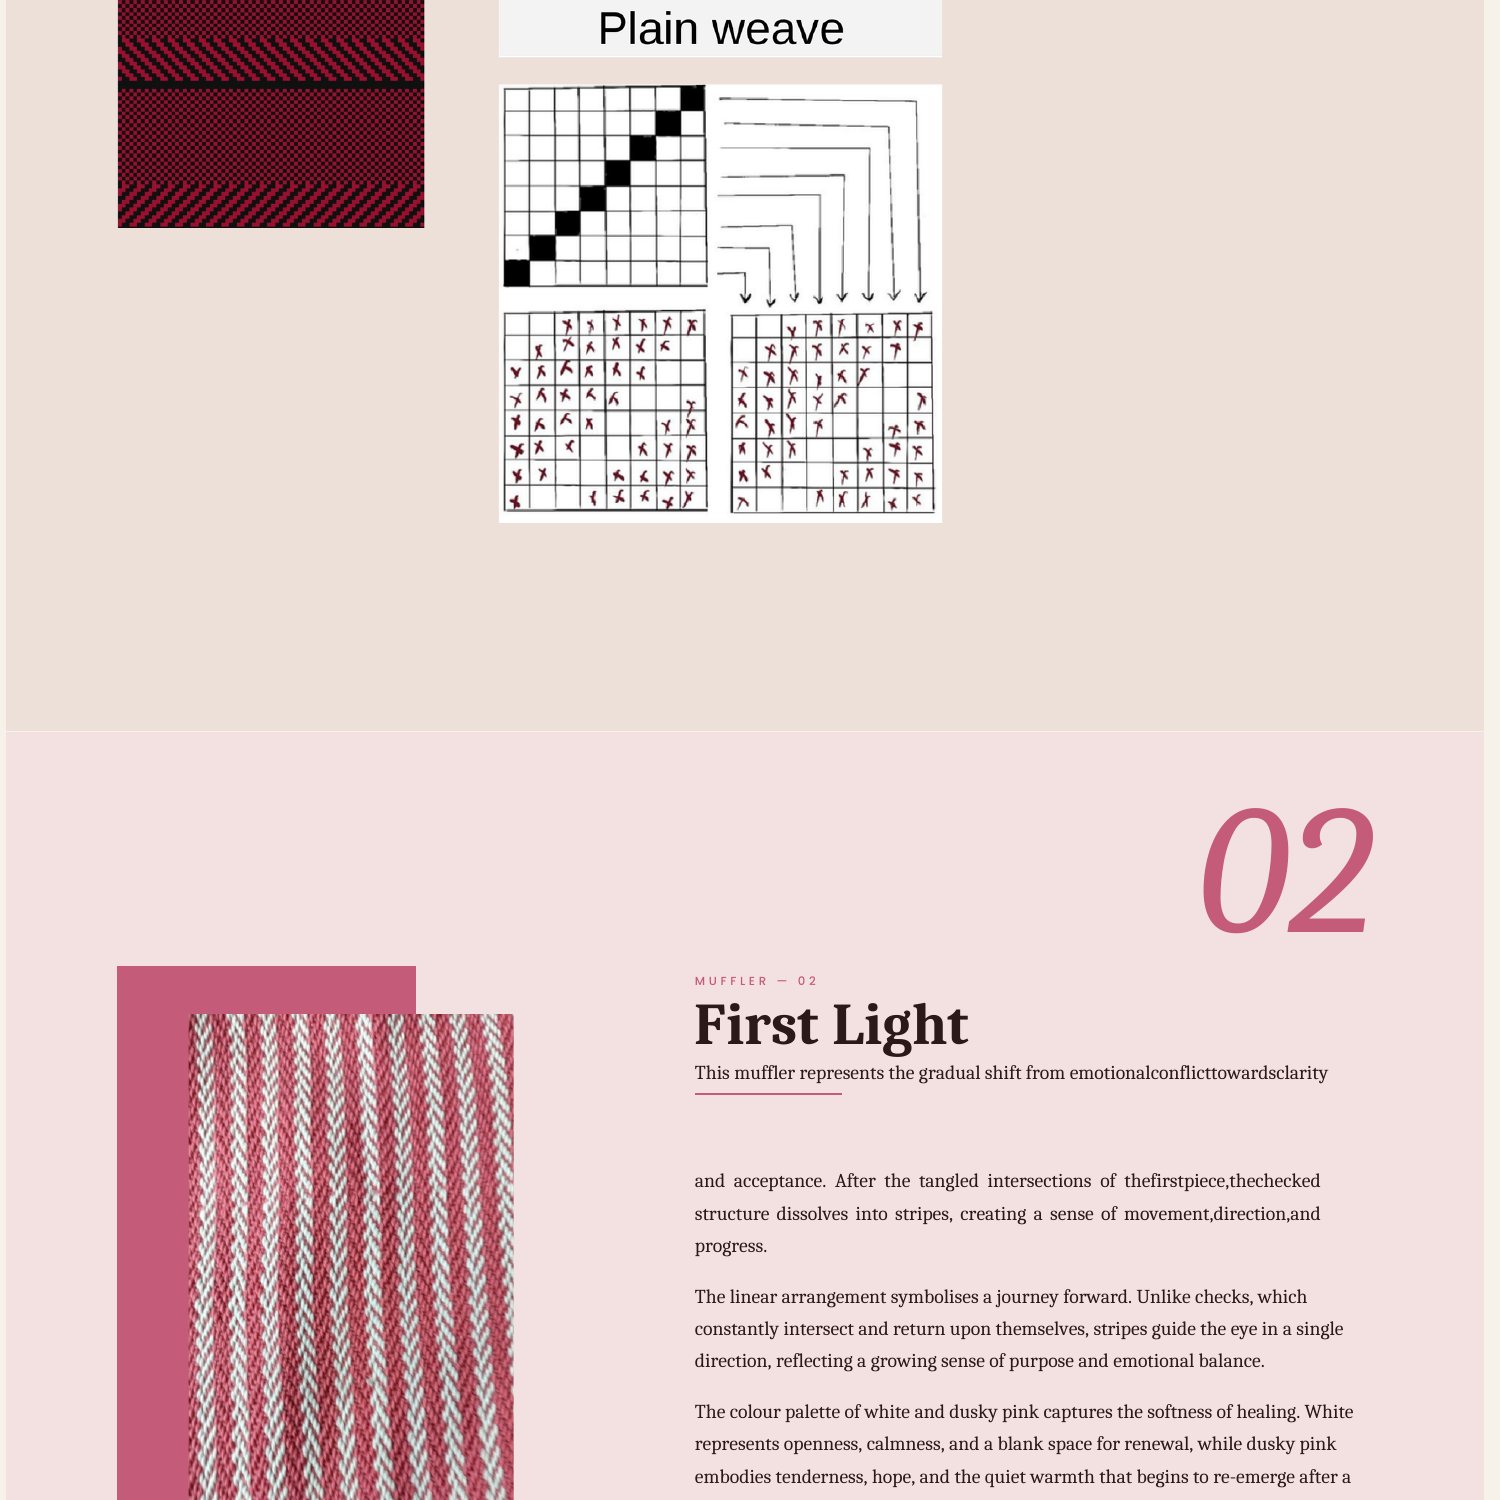 Plain weave
02
MUFFLER — 02
First Light
This muffler represents the gradual shift from emotionalconflicttowardsclarity
and acceptance. After the tangled intersections of thefirstpiece,thechecked
structure dissolves into stripes, creating a sense of movement,direction,and
progress.
The linear arrangement symbolises a journey forward. Unlike checks, which
constantly intersect and return upon themselves, stripes guide the eye in a single
direction, reflecting a growing sense of purpose and emotional balance.
The colour palette of white and dusky pink captures the softness of healing. White
represents openness, calmness, and a blank space for renewal, while dusky pink
embodies tenderness, hope, and the quiet warmth that begins to re-emerge after a